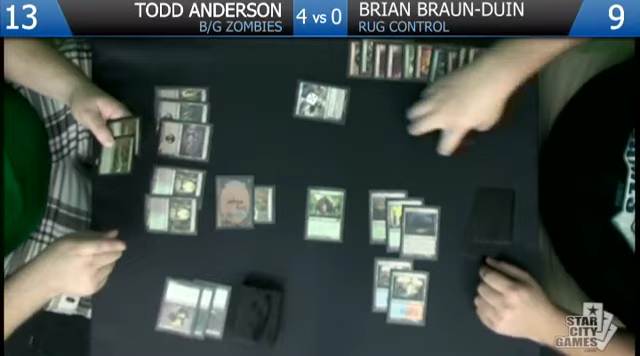 13
TODD ANDERSON
B/G ZOMBIES
4 vs 0
BRIAN BRAUN-DUIN
RUG CONTROL
9
STAR
CITY
GAMES